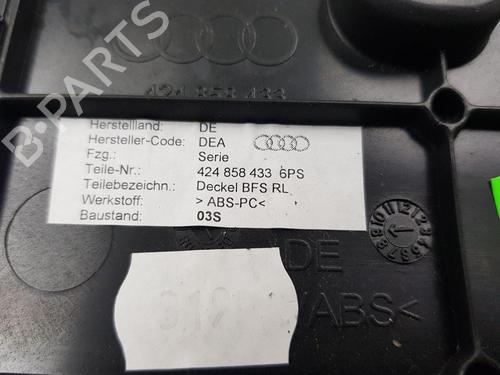 424 858 433
B-PARTS
Herstelland: DE
Hersteller-Code: DEA
Fzg.: Serie
Teile-Nr.: 424 858 433 6PS
Teilebezeichn.: Deckel BFS RL
Werkstoff: > ABS-PC<
Baustand: 03S
DE
/ABS<